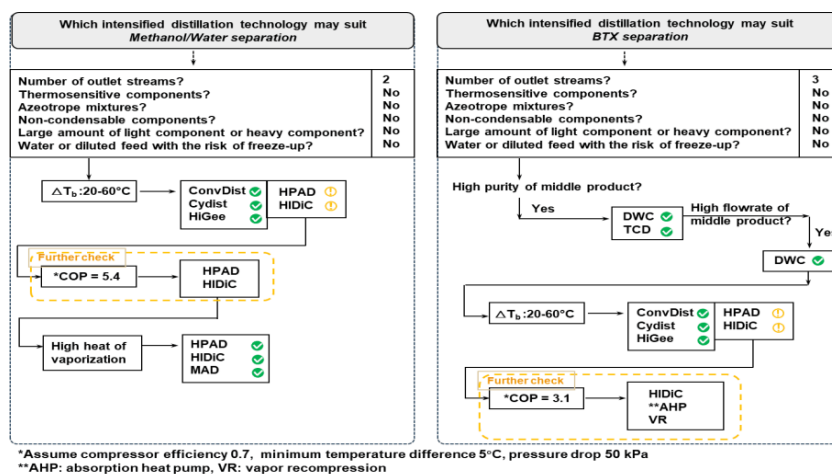 Which intensified distillation technology may suit
Methanol/Water separation
Number of outlet streams? 2
Thermosensitive components? No
Azeotrope mixtures? No
Non-condensable components? No
Large amount of light component or heavy component? No
Water or diluted feed with the risk of freeze-up? No
△Tb:20-60°C
ConvDist
Cydist
HiGee
HPAD
HIDiC
Further check
*COP = 5.4
HPAD
HIDiC
High heat of
vaporization
HPAD
HIDiC
MAD
Which intensified distillation technology may suit
BTX separation
Number of outlet streams? 3
Thermosensitive components? No
Azeotrope mixtures? No
Non-condensable components? No
Large amount of light component or heavy component? No
Water or diluted feed with the risk of freeze-up? No
High purity of middle product?
Yes
DWC
TCD
High flowrate of
middle product?
Yes
DWC
△Tb:20-60°C
ConvDist
Cydist
HiGee
HPAD
HIDiC
Further check
*COP = 3.1
HIDiC
**AHP
VR
*Assume compressor efficiency 0.7, minimum temperature difference 5°C, pressure drop 50 kPa
**AHP: absorption heat pump, VR: vapor recompression